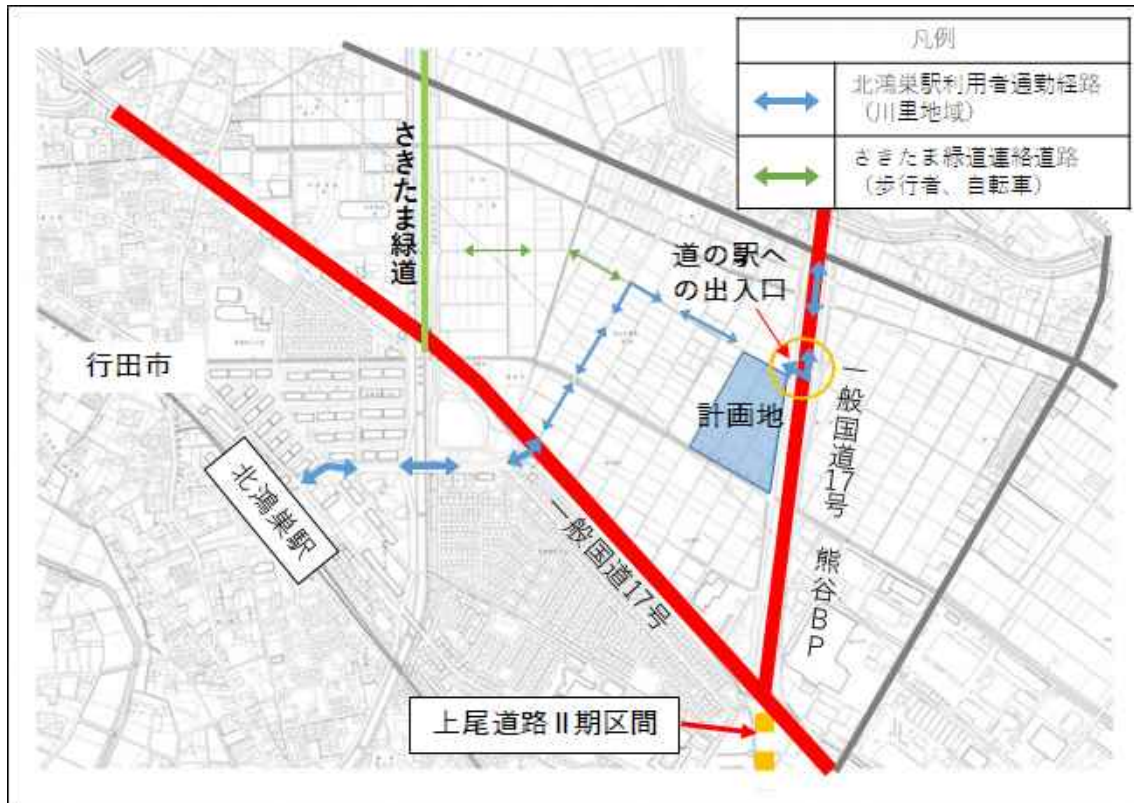 凡例
北鴻巣駅利用者通勤経路
（川里地域）
さきたま緑道連絡道路
（歩行者、自転車）
さきたま緑道
道の駅へ
の出入口
行田市
計画地
一般国道17号
熊谷BP
北鴻巣駅
一般国道17号
上尾道路Ⅱ期区間